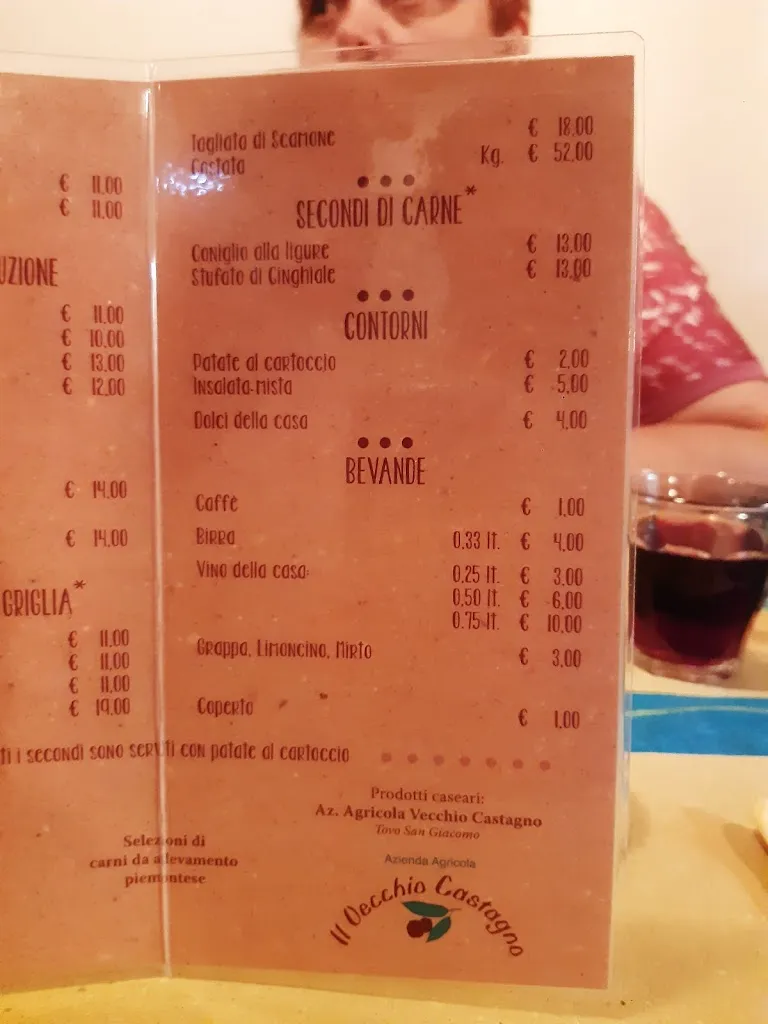 € 11.00
€ 11.00
UZIONE
€ 11.00
€ 10.00
€ 13.00
€ 12.00
€ 14.00
€ 14.00
GRIGLIA*
€ 11.00
€ 11.00
€ 11.00
€ 19.00
ti i secondi sono serviti con patate al cartoccio
Selezioni di
carni da allevamento
piemontese
Tagliata di Scamone € 18.00
Costata Kg. € 52.00
SECONDI DI CARNE*
Coniglio alla ligure € 13.00
Stufato di Cinghiale € 13.00
CONTORNI
Patate al cartoccio € 2.00
Insalata mista € 5.00
Dolci della casa € 4.00
BEVANDE
Caffè € 1.00
Birra 0.33 lt. € 4.00
Vino della casa: 0.25 lt. € 3.00
0.50 lt. € 6.00
0.75 lt. € 10.00
Grappa, Limoncino, Mirto € 3.00
Coperto € 1.00
Prodotti caseari:
Az. Agricola Vecchio Castagno
Tovo San Giacomo
Azienda Agricola
Il Vecchio Castagno